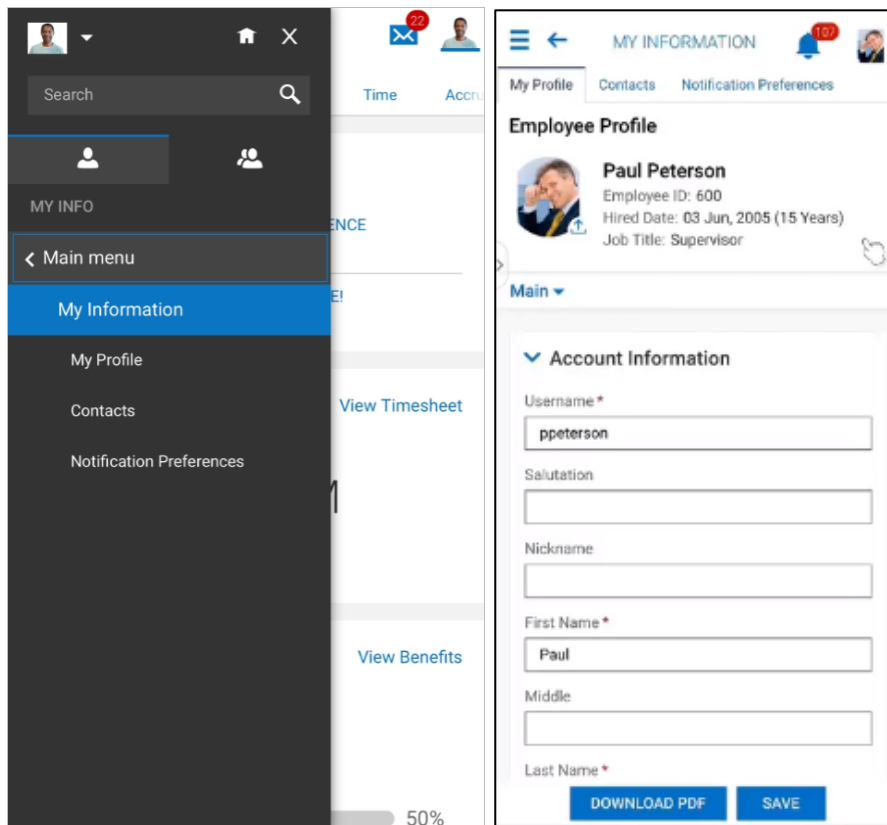 22
X
Search
Time
Accru
MY INFO
ENCE
Main menu
E!
My Information
My Profile
View Timesheet
Contacts
Notification Preferences
M
View Benefits
50%
MY INFORMATION
107
My Profile Contacts Notification Preferences
Employee Profile
Paul Peterson
Employee ID: 600
Hired Date: 03 Jun, 2005 (15 Years)
Job Title: Supervisor
Main
Account Information
Username *
ppeterson
Salutation
Nickname
First Name *
Paul
Middle
Last Name *
DOWNLOAD PDF SAVE